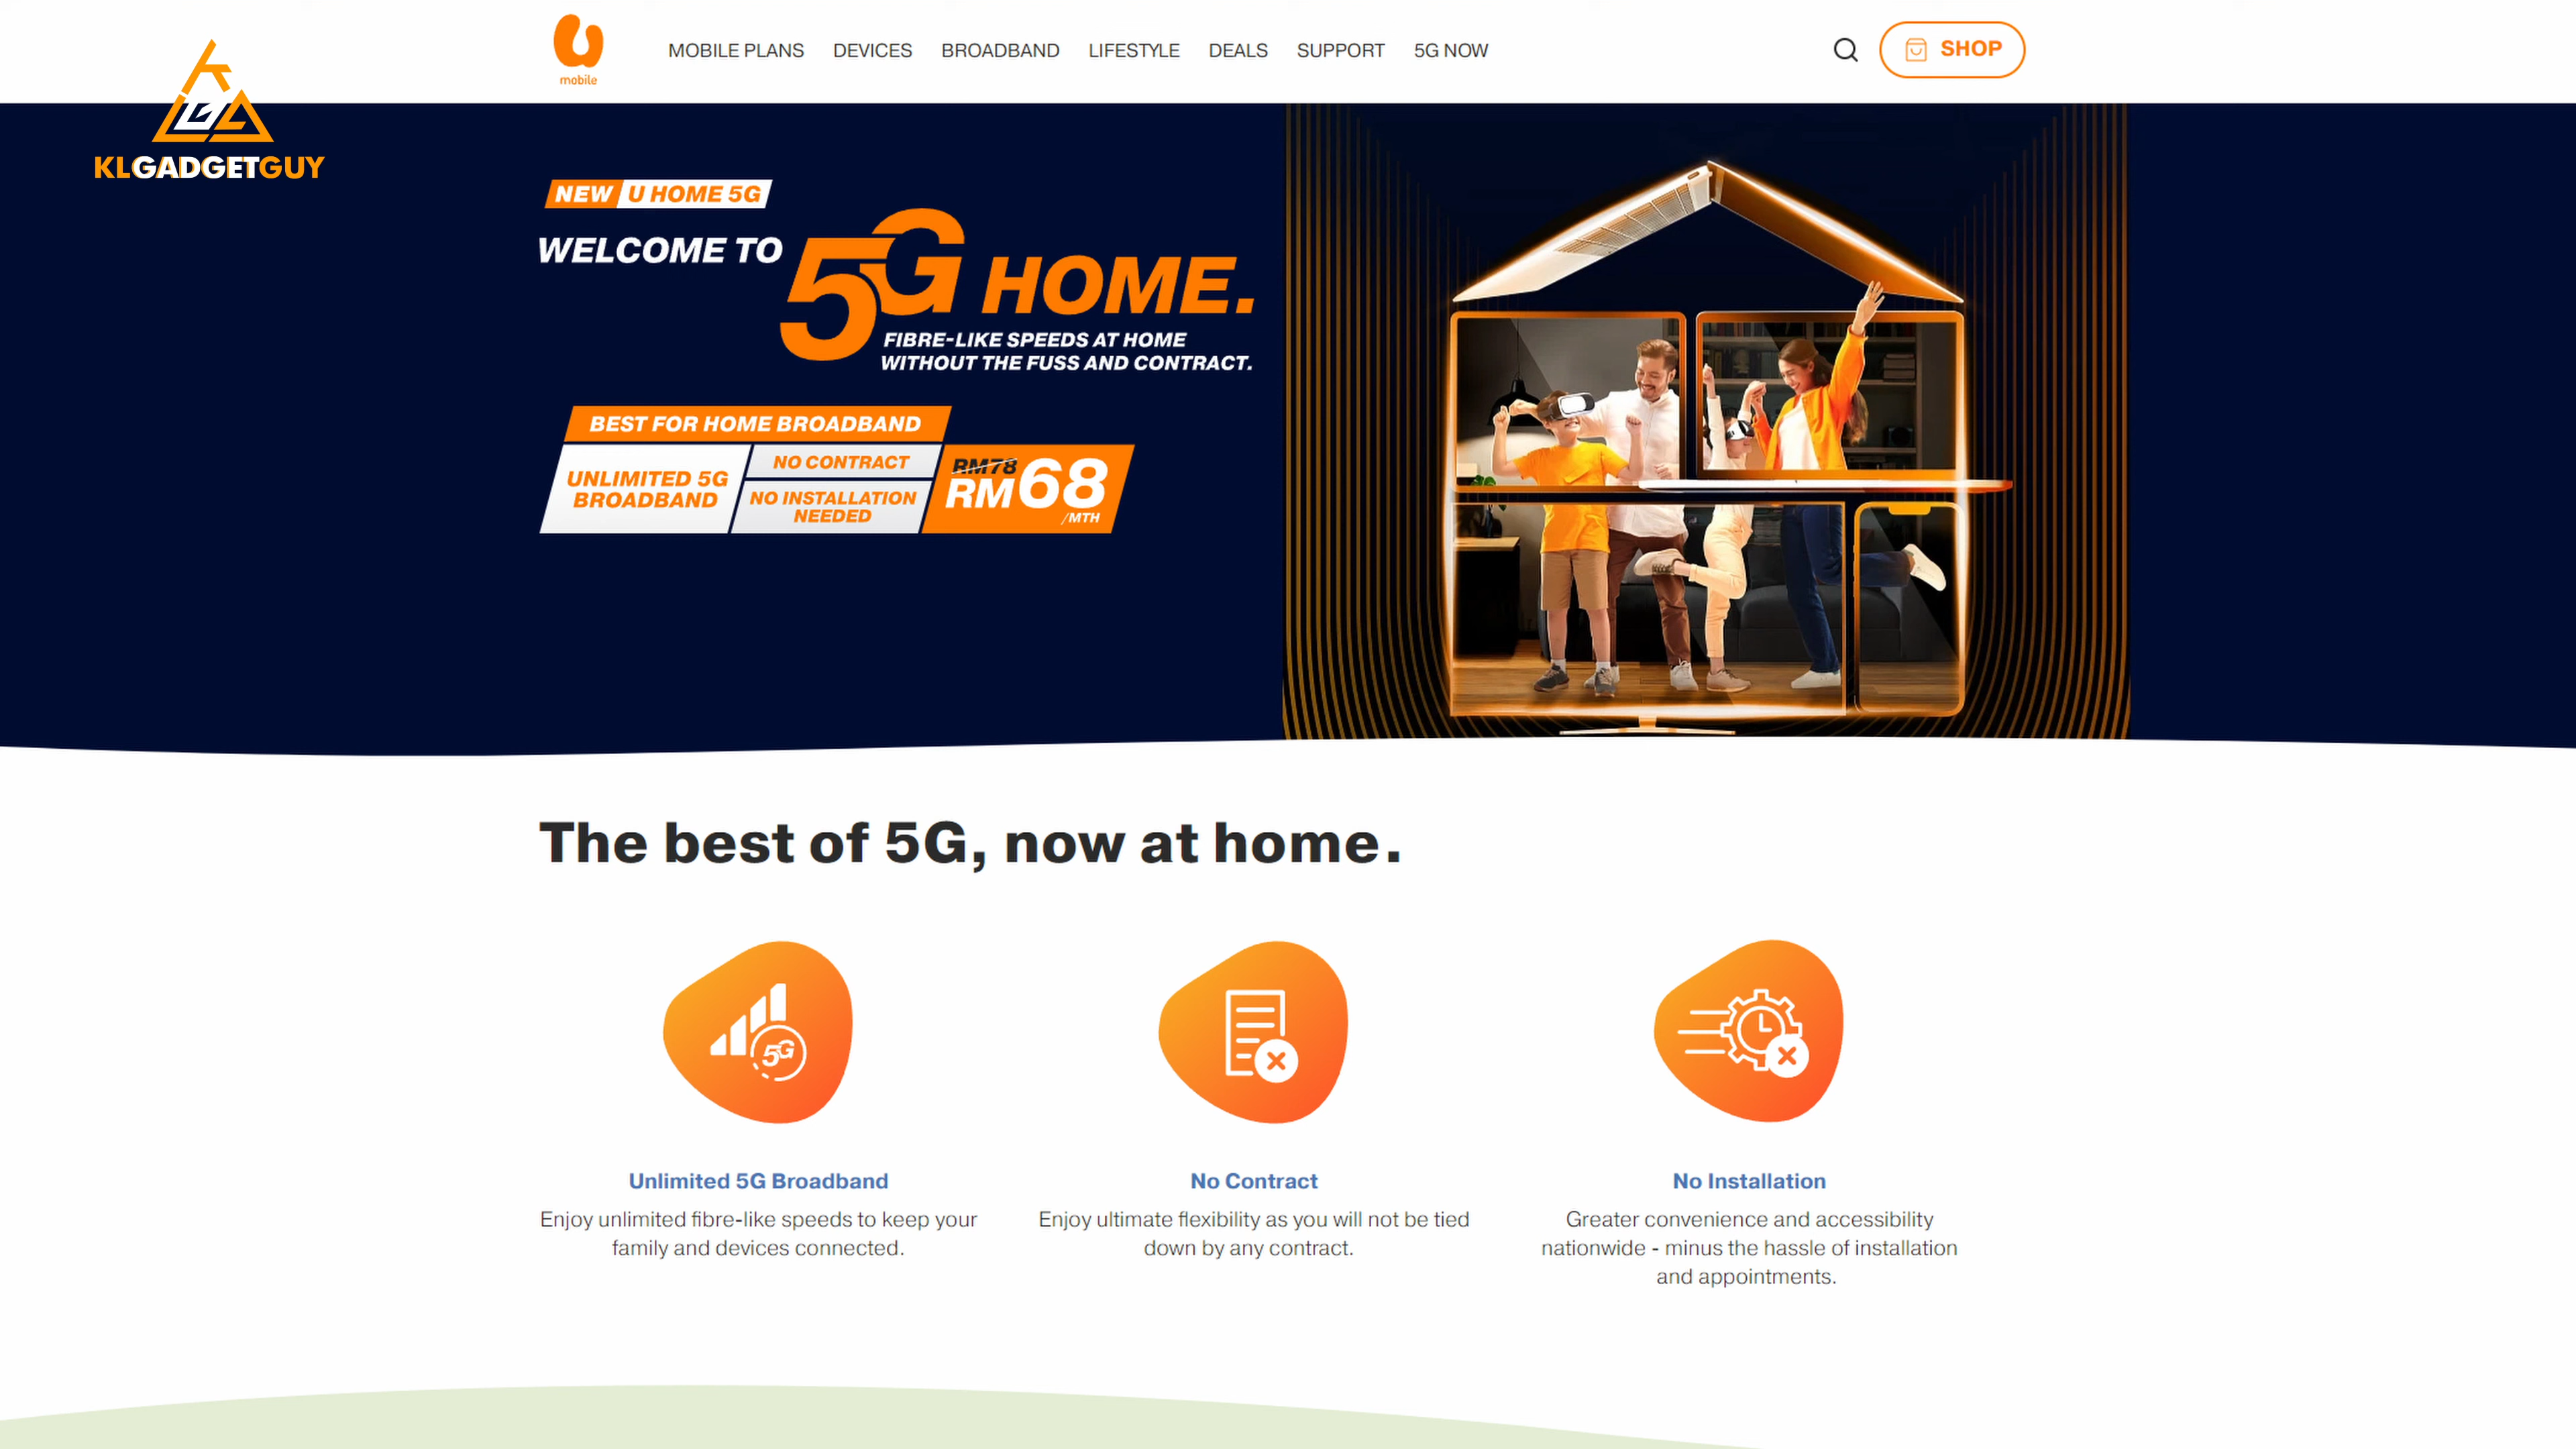 mobile
MOBILE PLANS DEVICES BROADBAND LIFESTYLE DEALS SUPPORT 5G NOW
SHOP
KLGADGETGUY
NEW U HOME 5G
WELCOME TO
5G HOME.
FIBRE-LIKE SPEEDS AT HOME
WITHOUT THE FUSS AND CONTRACT.
BEST FOR HOME BROADBAND
UNLIMITED 5G
BROADBAND
NO CONTRACT
NO INSTALLATION
NEEDED
RM78
RM68
/MTH
The best of 5G, now at home.
5G
Unlimited 5G Broadband
Enjoy unlimited fibre-like speeds to keep your
family and devices connected.
No Contract
Enjoy ultimate flexibility as you will not be tied
down by any contract.
No Installation
Greater convenience and accessibility
nationwide - minus the hassle of installation
and appointments.